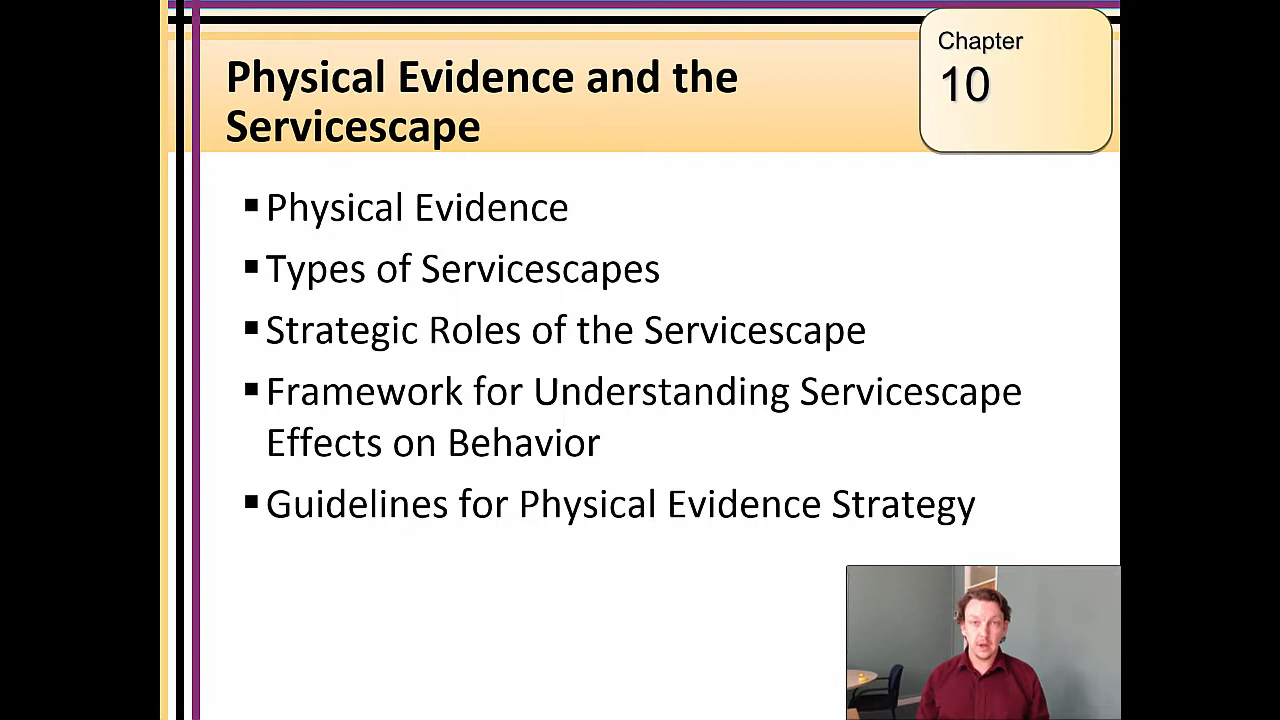 Chapter
10
Physical Evidence and the
Servicescape
▪Physical Evidence
▪Types of Servicescapes
▪Strategic Roles of the Servicescape
▪Framework for Understanding Servicescape
Effects on Behavior
▪Guidelines for Physical Evidence Strategy